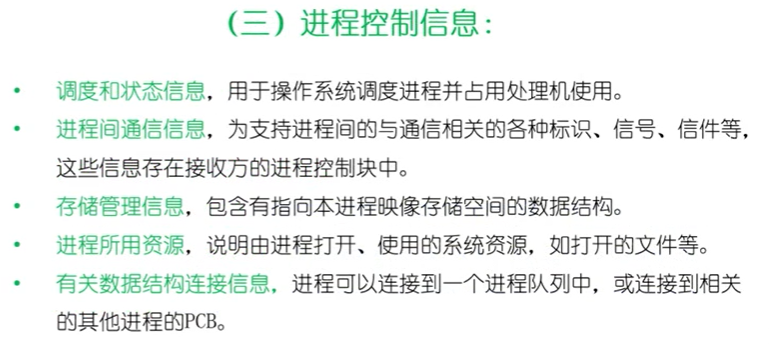 （三）进程控制信息：
• 调度和状态信息，用于操作系统调度进程并占用处理机使用。
• 进程间通信信息，为支持进程间的与通信相关的各种标识、信号、信件等，
这些信息存在接收方的进程控制块中。
• 存储管理信息，包含有指向本进程映像存储空间的数据结构。
• 进程所用资源，说明由进程打开、使用的系统资源，如打开的文件等。
• 有关数据结构连接信息，进程可以连接到一个进程队列中，或连接到相关
的其他进程的PCB。